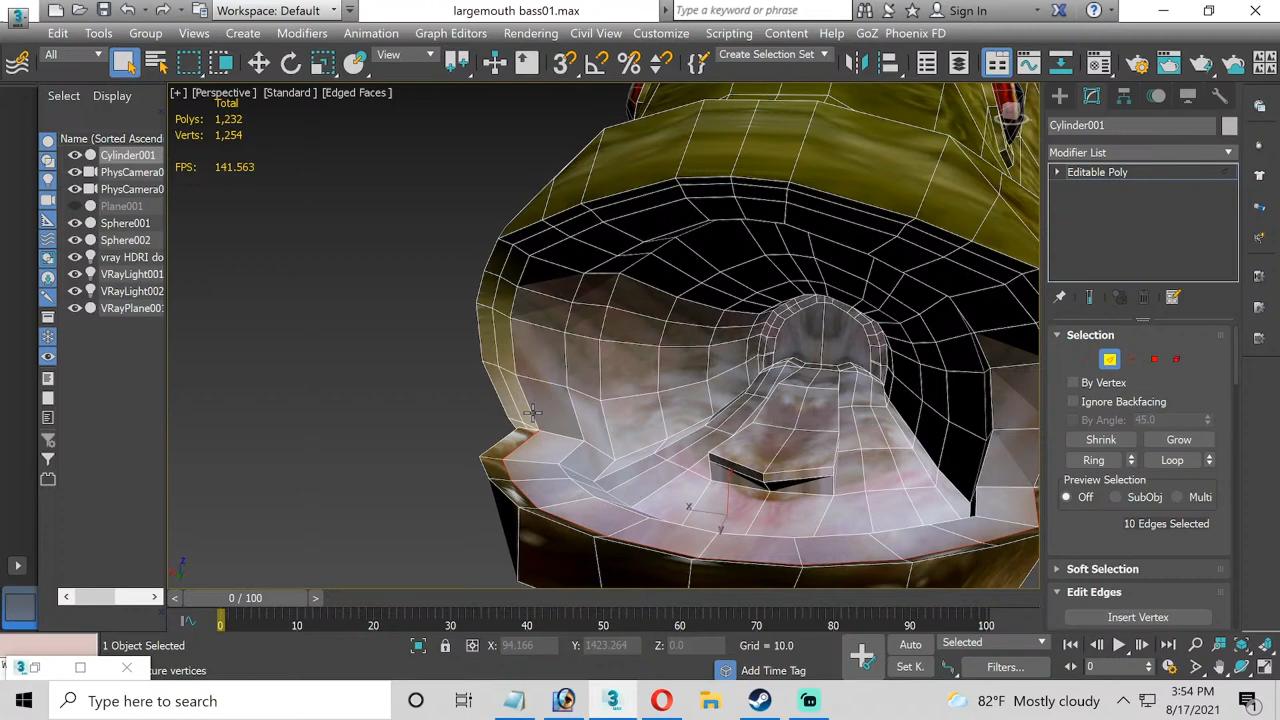 Workspace: Default
largemouth bass01.max
Type a keyword or phrase
Sign In
Edit Tools Group Views Create Modifiers Animation Graph Editors Rendering Civil View Customize Scripting Content Help GoZ Phoenix FD
All
View
Create Selection Set
Select Display
[+] [Perspective] [Standard] [Edged Faces]
Total
Polys: 1,232
Verts: 1,254
FPS: 141.563
Name (Sorted Ascend
Cylinder001
PhysCamera0
PhysCamera0
Plane001
Sphere001
Sphere002
vray HDRI do
VRayLight001
VRayLight002
VRayPlane00
x
y
z
Cylinder001
Modifier List
Editable Poly
Selection
By Vertex
Ignore Backfacing
By Angle: 45.0
Shrink Grow
Ring Loop
Preview Selection
Off SubObj Multi
10 Edges Selected
Soft Selection
Edit Edges
Insert Vertex
0 / 100
0 20 30 40 50 60 70 80 90 100
1 Object Selected
X: 94.166 Y: 1423.264 Z: 0.0 Grid = 10.0
Auto Selected
ture vertices
Add Time Tag
Set K. Filters...
0
Type here to search
82°F Mostly cloudy
3:54 PM
8/17/2021